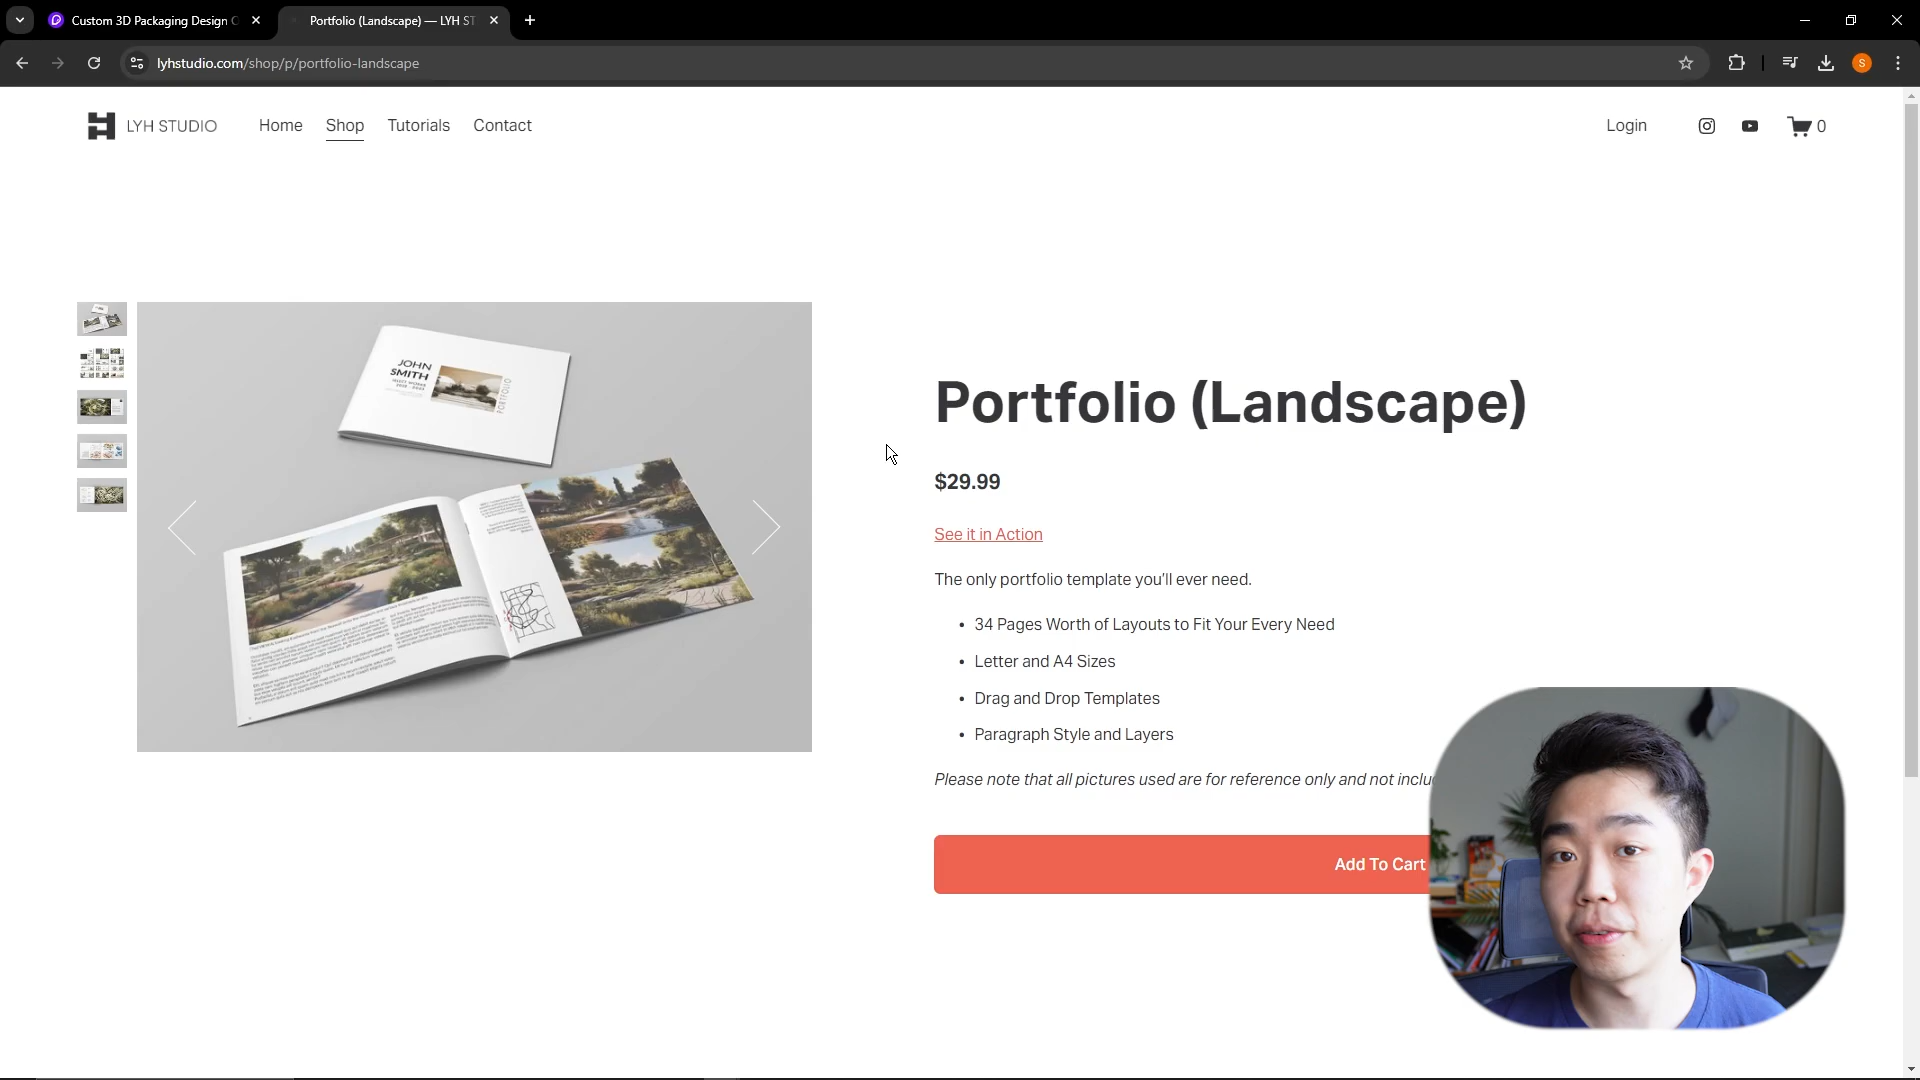 Custom 3D Packaging Design
Portfolio (Landscape) — LYH ST
lyhstudio.com/shop/p/portfolio-landscape
S
LYH STUDIO
Home
Shop
Tutorials
Contact
Login
0
JOHN
SMITH
PORTFOLIO
Portfolio (Landscape)
$29.99
See it in Action
The only portfolio template you'll ever need.
• 34 Pages Worth of Layouts to Fit Your Every Need
• Letter and A4 Sizes
• Drag and Drop Templates
• Paragraph Style and Layers
Please note that all pictures used are for reference only and not inclu
Add To Cart